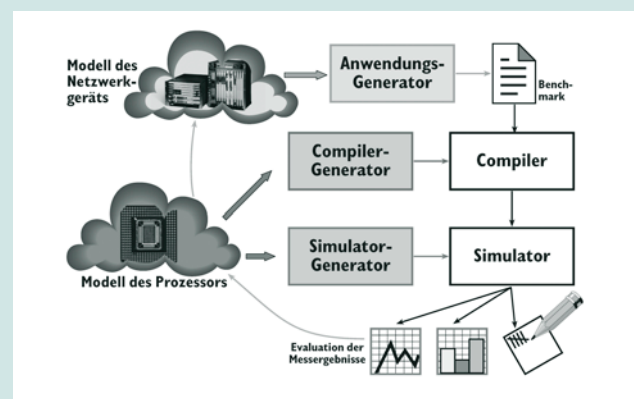 Modell des
Netzwerk-
geräts
Anwendungs-
Generator
Bench-
mark
Compiler-
Generator
Compiler
Modell des Prozessors
Simulator-
Generator
Simulator
Evaluation der
Messergebnisse